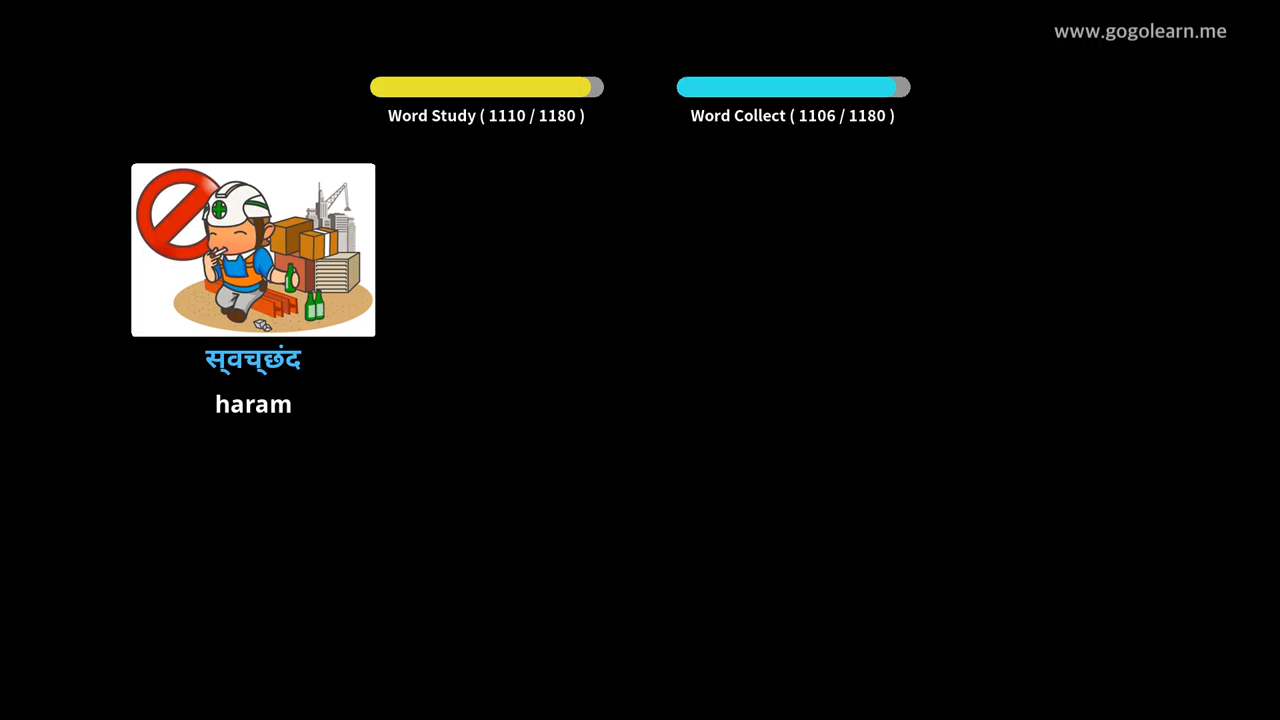 www.gogolearn.me
Word Study ( 1110 / 1180 )
Word Collect ( 1106 / 1180 )
स्वच्छंद
haram